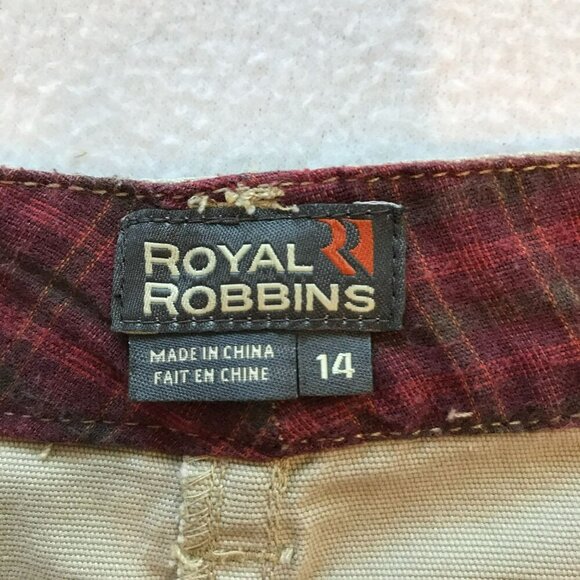 ROYAL
ROBBINS
MADE IN CHINA
FAIT EN CHINE
14